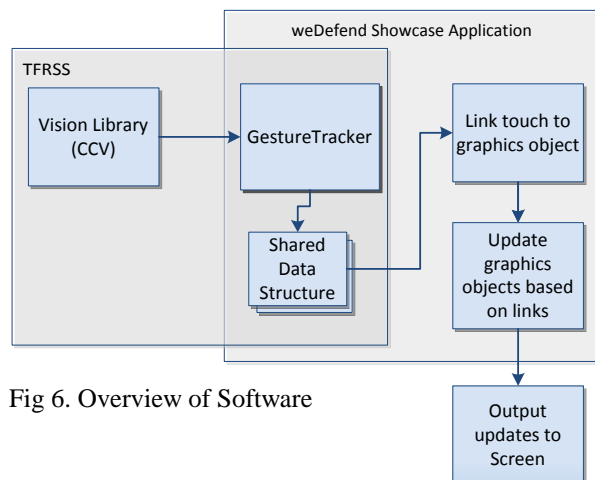 weDefend Showcase Application
TFRSS
Vision Library
(CCV)
GestureTracker
Shared
Data
Structure
Link touch to
graphics object
Update
graphics
objects based
on links
Output
updates to
Screen
Fig 6. Overview of Software